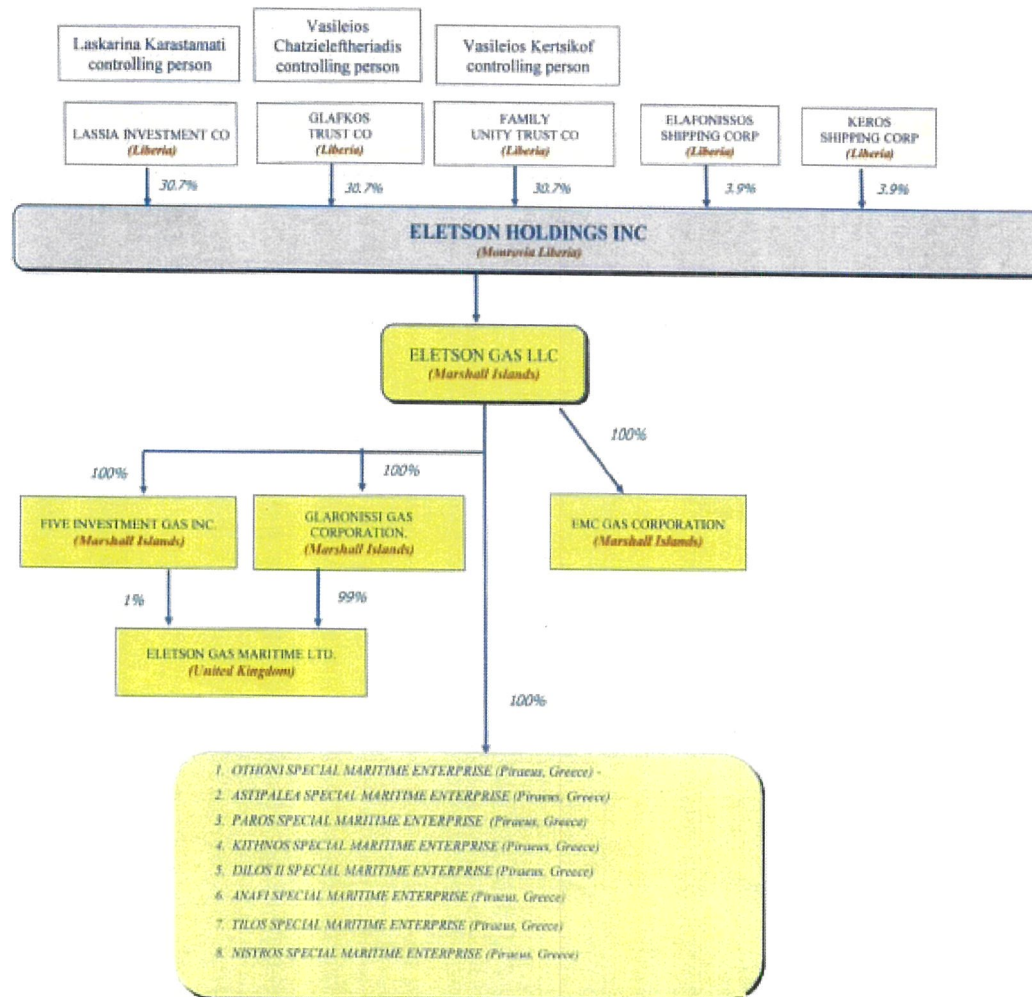 Laskarina Karastamati
controlling person
Vasileios
Chatzieleftheriadis
controlling person
Vasileios Kertsikof
controlling person
LASSIA INVESTMENT CO
(Liberia)
GLAFKOS
TRUST CO
(Liberia)
FAMILY
UNITY TRUST CO
(Liberia)
ELAFONISSOS
SHIPPING CORP
(Liberia)
KEROS
SHIPPING CORP
(Liberia)
30.7%
30.7%
30.7%
3.9%
3.9%
ELETSON HOLDINGS INC
(Monrovia Liberia)
ELETSON GAS LLC
(Marshall Islands)
100%
100%
100%
FIVE INVESTMENT GAS INC.
(Marshall Islands)
GLARONISSI GAS
CORPORATION.
(Marshall Islands)
EMC GAS CORPORATION
(Marshall Islands)
1%
99%
ELETSON GAS MARITIME LTD.
(United Kingdom)
100%
1. OTHONI SPECIAL MARITIME ENTERPRISE (Piraeus, Greece) -
2. ASTIPALEA SPECIAL MARITIME ENTERPRISE (Piraeus, Greece)
3. PAROS SPECIAL MARITIME ENTERPRISE (Piraeus, Greece)
4. KITHNOS SPECIAL MARITIME ENTERPRISE (Piraeus, Greece)
5. DILOS II SPECIAL MARITIME ENTERPRISE (Piraeus, Greece)
6. ANAFI SPECIAL MARITIME ENTERPRISE (Piraeus, Greece)
7. TILOS SPECIAL MARITIME ENTERPRISE (Piraeus, Greece)
8. NISYROS SPECIAL MARITIME ENTERPRISE (Piraeus, Greece)